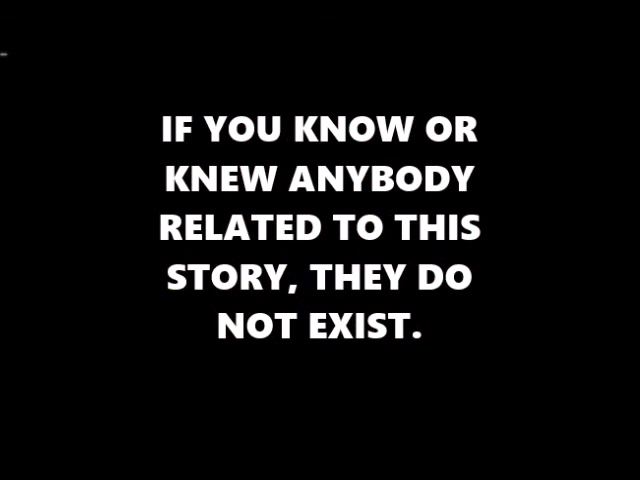 IF YOU KNOW OR
KNEW ANYBODY
RELATED TO THIS
STORY, THEY DO
NOT EXIST.